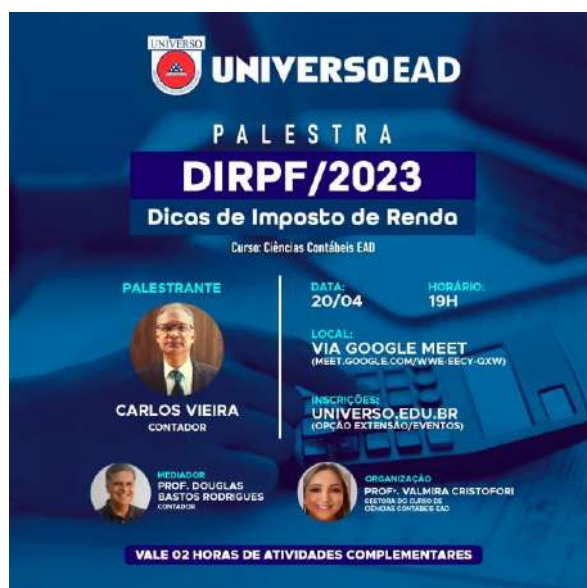 UNIVERSO
UNIVERSOEAD
PALESTRA
DIRPF/2023
Dicas de Imposto de Renda
Curso: Ciências Contábeis EAD
PALESTRANTE
CARLOS VIEIRA
CONTADOR
DATA:
20/04
HORÁRIO:
19H
LOCAL:
VIA GOOGLE MEET
(MEET.GOOGLE.COM/WWE-EECY-QXW)
INSCRIÇÕES:
UNIVERSO.EDU.BR
(OPÇÃO EXTENSÃO/EVENTOS)
MEDIADOR
PROF. DOUGLAS
BASTOS RODRIGUES
CONTADOR
ORGANIZAÇÃO
PROFª. VALMIRA CRISTOFORI
GESTORA DO CURSO DE
CIÊNCIAS CONTÁBEIS EAD
VALE 02 HORAS DE ATIVIDADES COMPLEMENTARES